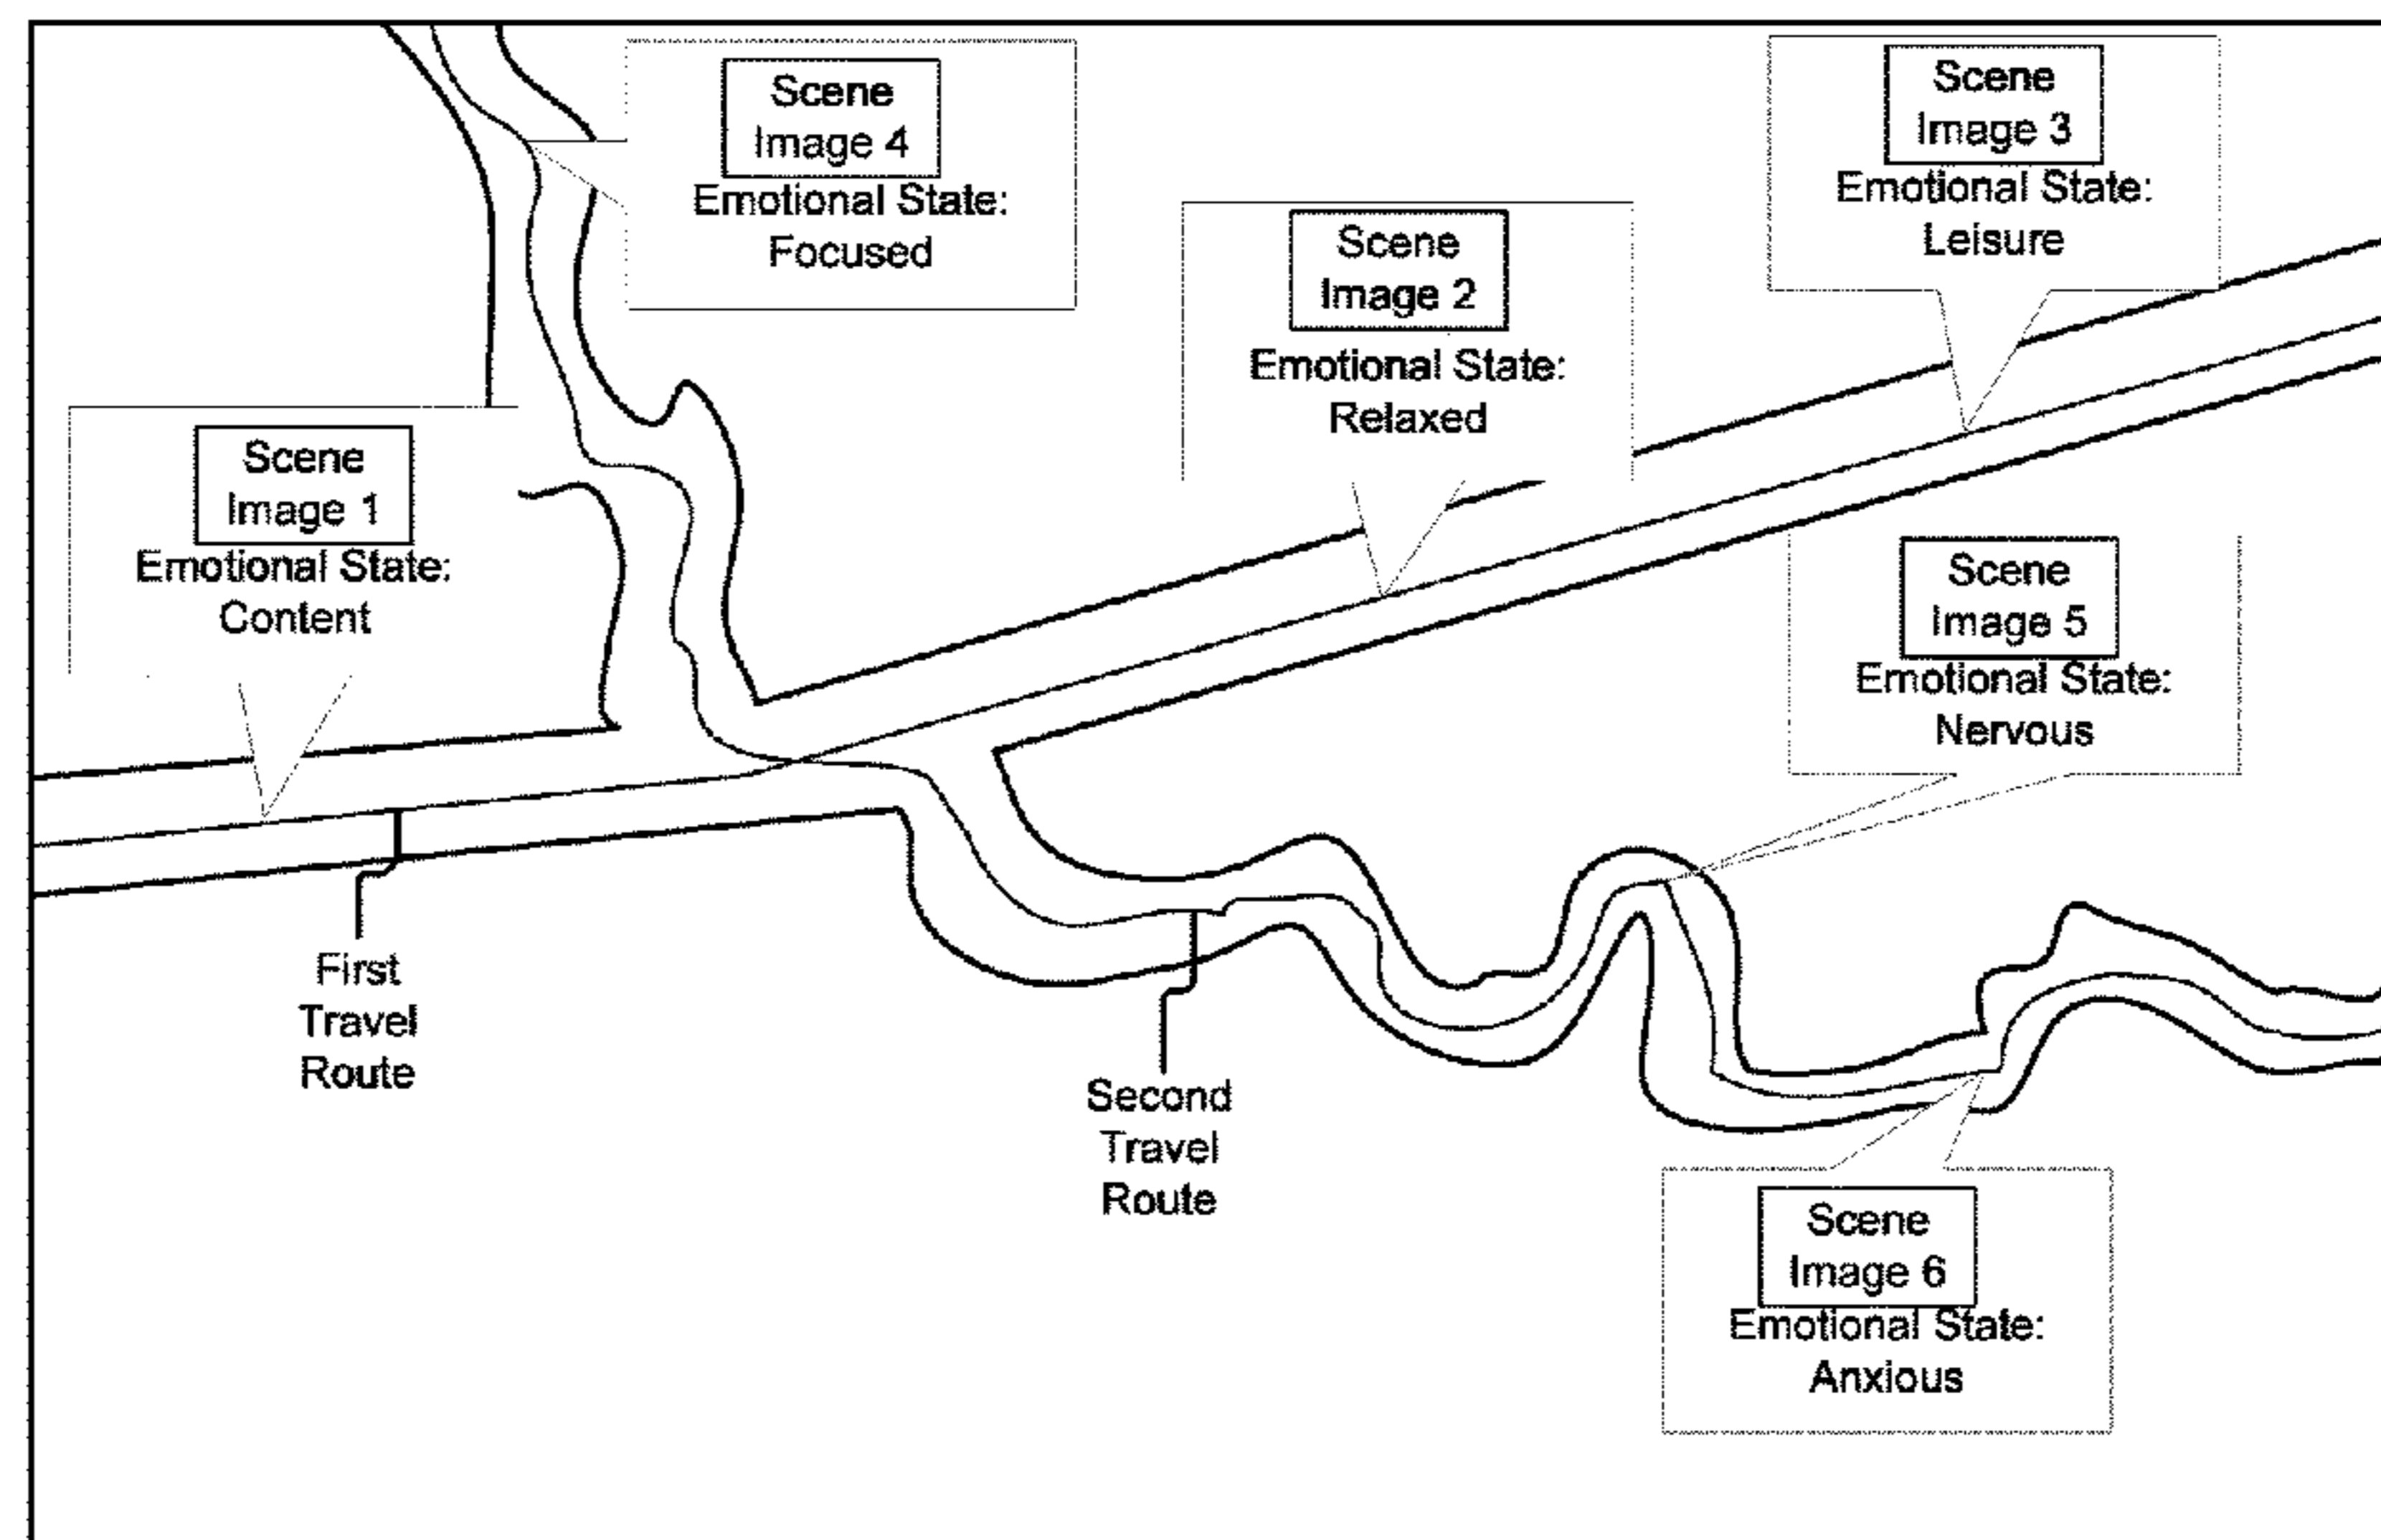 Scene
Image 4
Emotional State:
Focused
Scene
Image 3
Emotional State:
Leisure
Scene
Image 2
Emotional State:
Relaxed
Scene
Image 1
Emotional State:
Content
Scene
Image 5
Emotional State:
Nervous
First
Travel
Route
Second
Travel
Route
Scene
Image 6
Emotional State:
Anxious